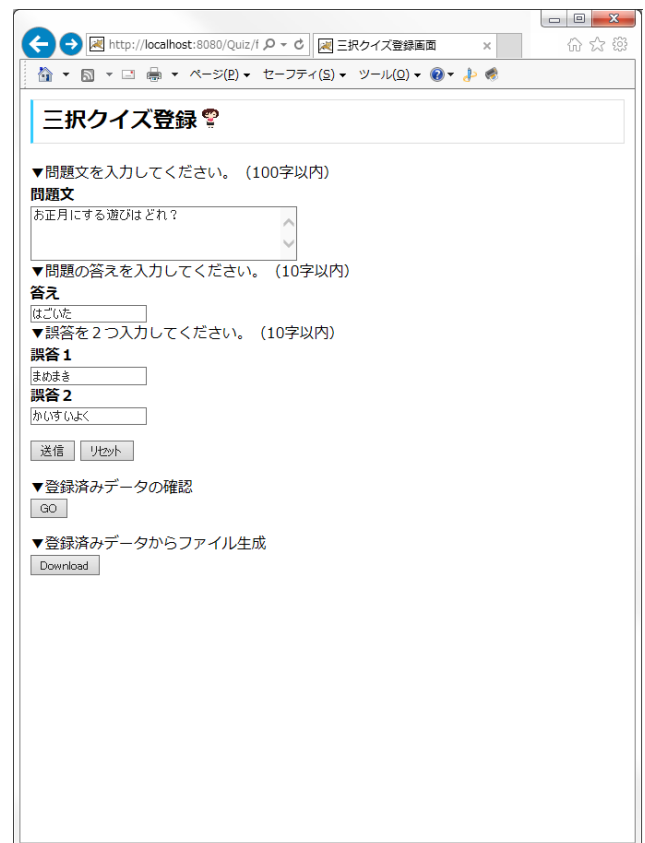 http://localhost:8080/Quiz/f
三択クイズ登録画面
ページ(P) セーフティ(S) ツール(O)
三択クイズ登録
▼問題文を入力してください。（100字以内）
問題文
お正月にする遊びはどれ？
▼問題の答えを入力してください。（10字以内）
答え
はごいた
▼誤答を２つ入力してください。（10字以内）
誤答１
まめまき
誤答２
かいすいよく
送信 リセット
▼登録済みデータの確認
GO
▼登録済みデータからファイル生成
Download